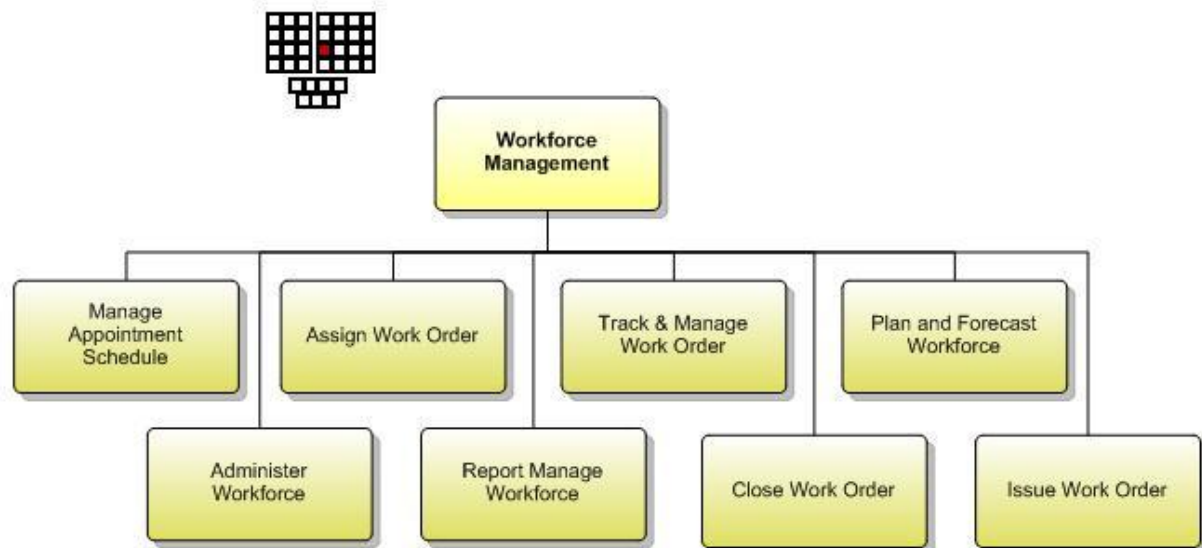 Workforce
Management
Manage
Appointment
Schedule
Assign Work Order
Track & Manage
Work Order
Plan and Forecast
Workforce
Administer
Workforce
Report Manage
Workforce
Close Work Order
Issue Work Order